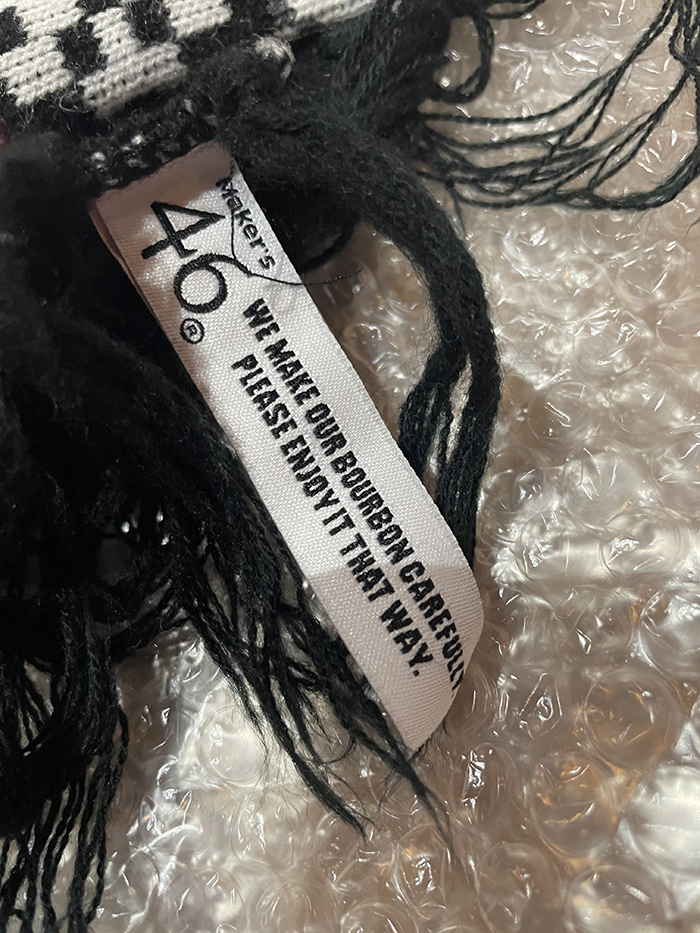 Maker's
46®
WE MAKE OUR BOURBON CAREFULLY
PLEASE ENJOY IT THAT WAY.